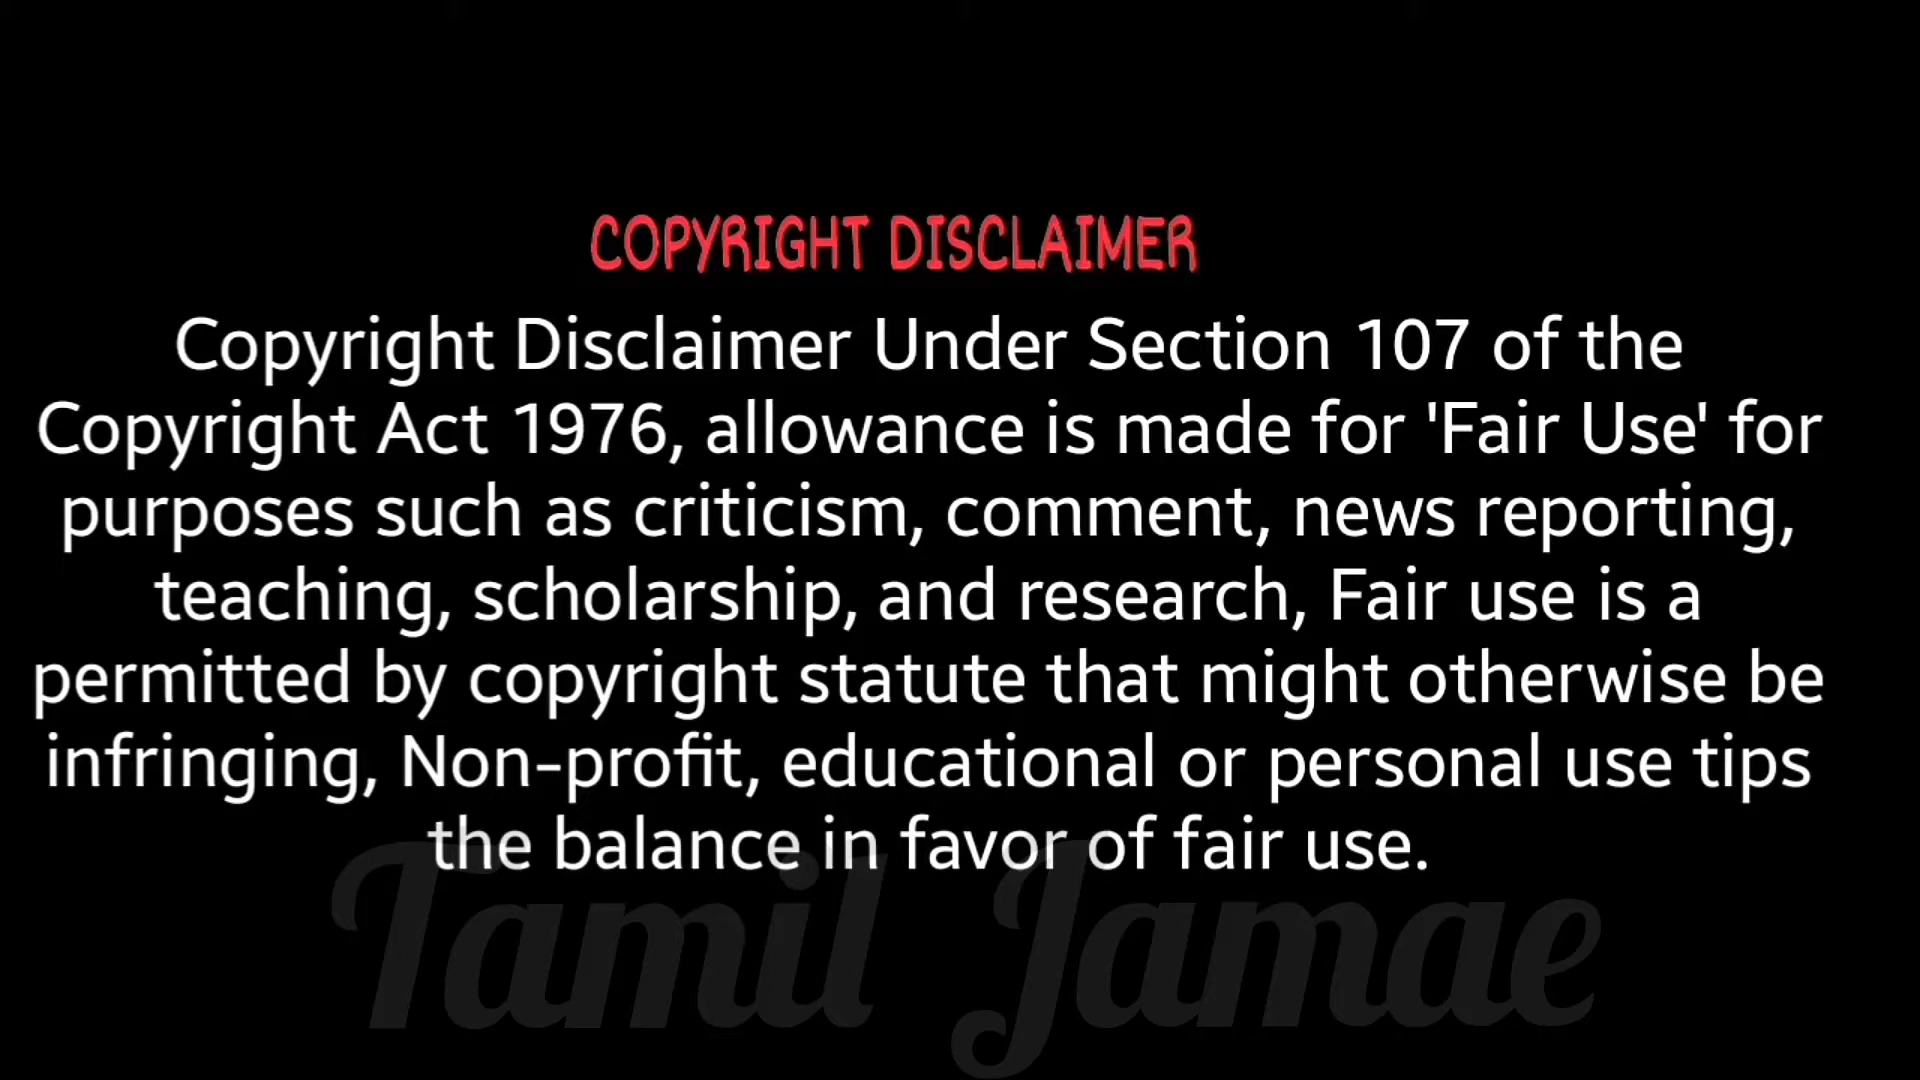 COPYRIGHT DISCLAIMER
Copyright Disclaimer Under Section 107 of the
Copyright Act 1976, allowance is made for 'Fair Use' for
purposes such as criticism, comment, news reporting,
teaching, scholarship, and research, Fair use is a
permitted by copyright statute that might otherwise be
infringing, Non-profit, educational or personal use tips
the balance in favor of fair use.
Tamil Jamae